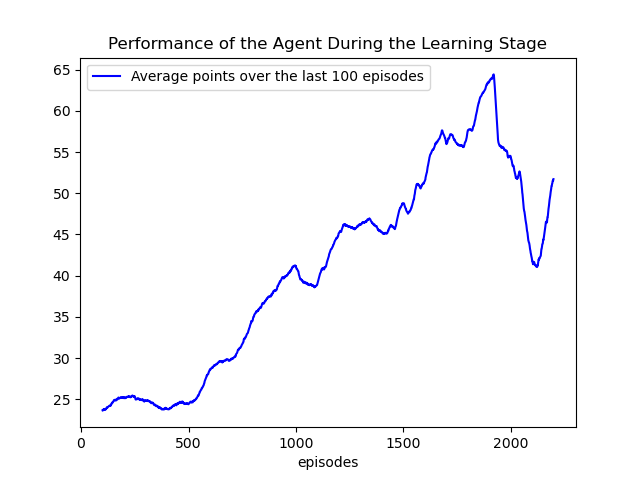 Performance of the Agent During the Learning Stage
Average points over the last 100 episodes
65
60
55
50
45
40
35
30
25
0 500 1000 1500 2000
episodes